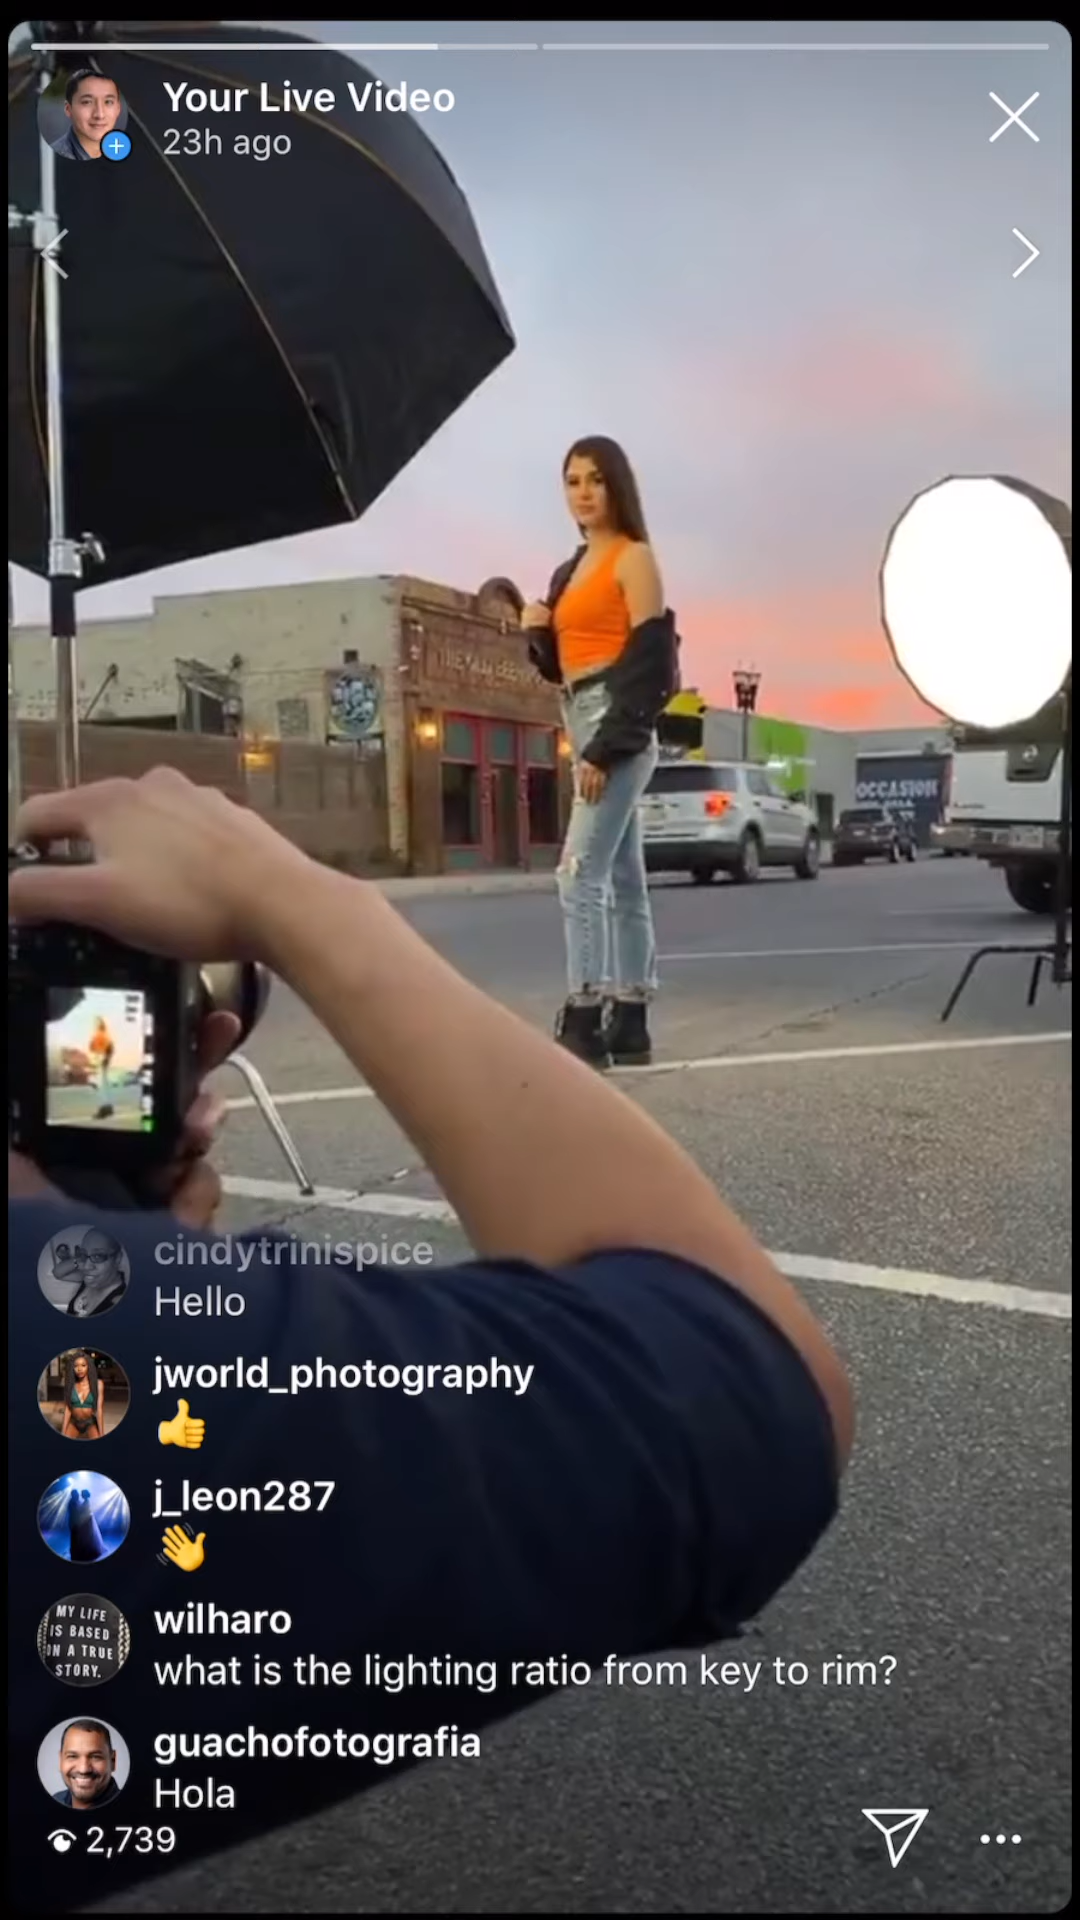 Your Live Video
23h ago
OCCASION
cindytrinispice
Hello
jworld_photography
👍
j_leon287
👋
wilharo
what is the lighting ratio from key to rim?
guachofotografia
Hola
MY LIFE
IS BASED
ON A TRUE
STORY.
2,739